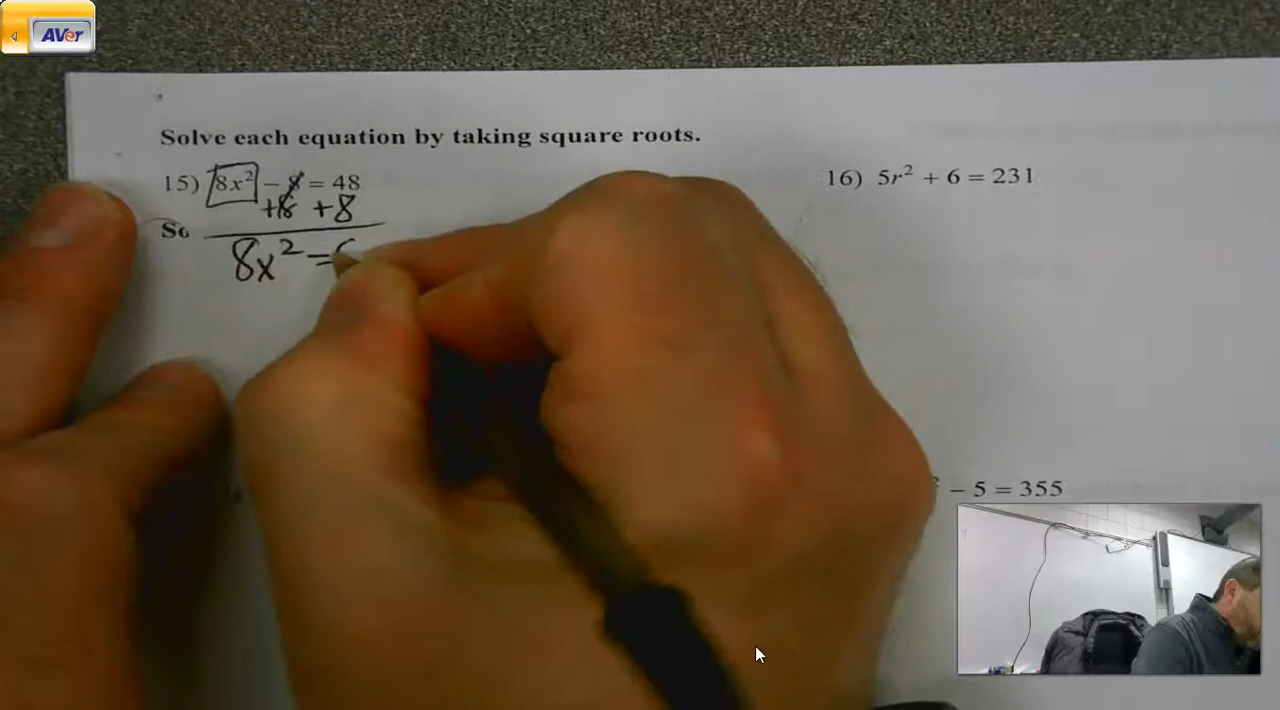 AVer
Solve each equation by taking square roots.
15) 8x² – 8 = 48
+8 +8
So
8x² =
16) 5r² + 6 = 231
– 5 = 355